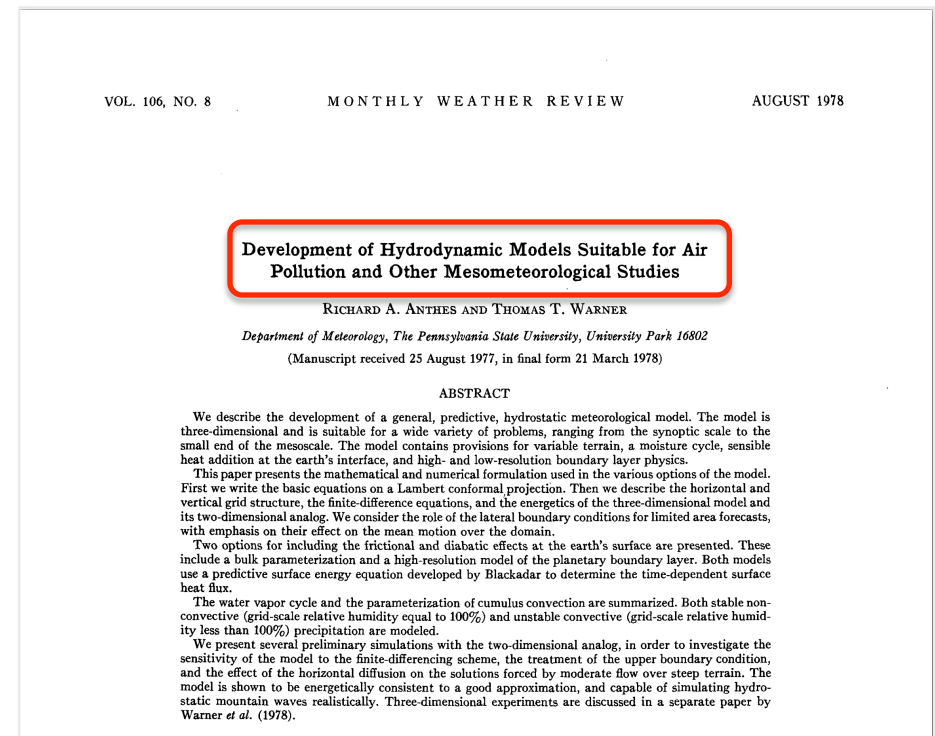 VOL. 106, NO. 8 MONTHLY WEATHER REVIEW AUGUST 1978
Development of Hydrodynamic Models Suitable for Air
Pollution and Other Mesometeorological Studies
RICHARD A. ANTHES AND THOMAS T. WARNER
Department of Meteorology, The Pennsylvania State University, University Park 16802
(Manuscript received 25 August 1977, in final form 21 March 1978)
ABSTRACT
We describe the development of a general, predictive, hydrostatic meteorological model. The model is
three-dimensional and is suitable for a wide variety of problems, ranging from the synoptic scale to the
small end of the mesoscale. The model contains provisions for variable terrain, a moisture cycle, sensible
heat addition at the earth's interface, and high- and low-resolution boundary layer physics.
This paper presents the mathematical and numerical formulation used in the various options of the model.
First we write the basic equations on a Lambert conformal projection. Then we describe the horizontal and
vertical grid structure, the finite-difference equations, and the energetics of the three-dimensional model and
its two-dimensional analog. We consider the role of the lateral boundary conditions for limited area forecasts,
with emphasis on their effect on the mean motion over the domain.
Two options for including the frictional and diabatic effects at the earth's surface are presented. These
include a bulk parameterization and a high-resolution model of the planetary boundary layer. Both models
use a predictive surface energy equation developed by Blackadar to determine the time-dependent surface
heat flux.
The water vapor cycle and the parameterization of cumulus convection are summarized. Both stable non-
convective (grid-scale relative humidity equal to 100%) and unstable convective (grid-scale relative humid-
ity less than 100%) precipitation are modeled.
We present several preliminary simulations with the two-dimensional analog, in order to investigate the
sensitivity of the model to the finite-differencing scheme, the treatment of the upper boundary condition,
and the effect of the horizontal diffusion on the solutions forced by moderate flow over steep terrain. The
model is shown to be energetically consistent to a good approximation, and capable of simulating hydro-
static mountain waves realistically. Three-dimensional experiments are discussed in a separate paper by
Warner et al. (1978).